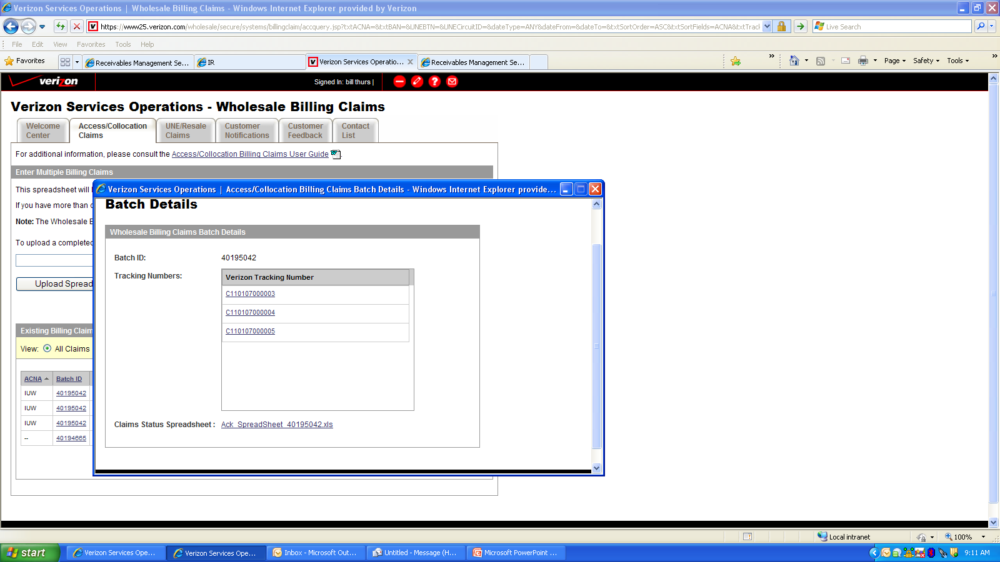 Verizon Services Operations | Wholesale Billing Claims - Windows Internet Explorer provided by Verizon
https://www25.verizon.com/wholesale/secure/systems/billingclaim/accquery.jsp?txtACNA=&txtBAN=&UNEBTN=&UNECircuitID=&dateType=ANY&dateFrom=&dateTo=&txtSortOrder=ASC&txtSortFields=ACNA&txtTrack
Live Search
File Edit View Favorites Tools Help
Favorites
Receivables Management Se...
IR
Verizon Services Operatio...
Receivables Management Se...
Page Safety Tools
verizon
Signed In: bill thurs |
Verizon Services Operations - Wholesale Billing Claims
Welcome Center
Access/Collocation Claims
UNE/Resale Claims
Customer Notifications
Customer Feedback
Contact List
For additional information, please consult the Access/Collocation Billing Claims User Guide .
Enter Multiple Billing Claims
This spreadsheet will
If you have more than
Note: The Wholesale
To upload a completed
Upload Spread
Existing Billing Claim
View: All Claims
ACNA Batch ID
IUW 40195042
IUW 40195042
IUW 40195042
-- 40194665
Verizon Services Operations | Access/Collocation Billing Claims Batch Details - Windows Internet Explorer provide...
Batch Details
Wholesale Billing Claims Batch Details
Batch ID: 40195042
Tracking Numbers:
Verizon Tracking Number
C110107000003
C110107000004
C110107000005
Claims Status Spreadsheet : Ack_SpreadSheet_40195042.xls
Local intranet
100%
start
Verizon Services Ope...
Verizon Services Ope...
Inbox - Microsoft Out...
Untitled - Message (H...
Microsoft PowerPoint ...
9:11 AM